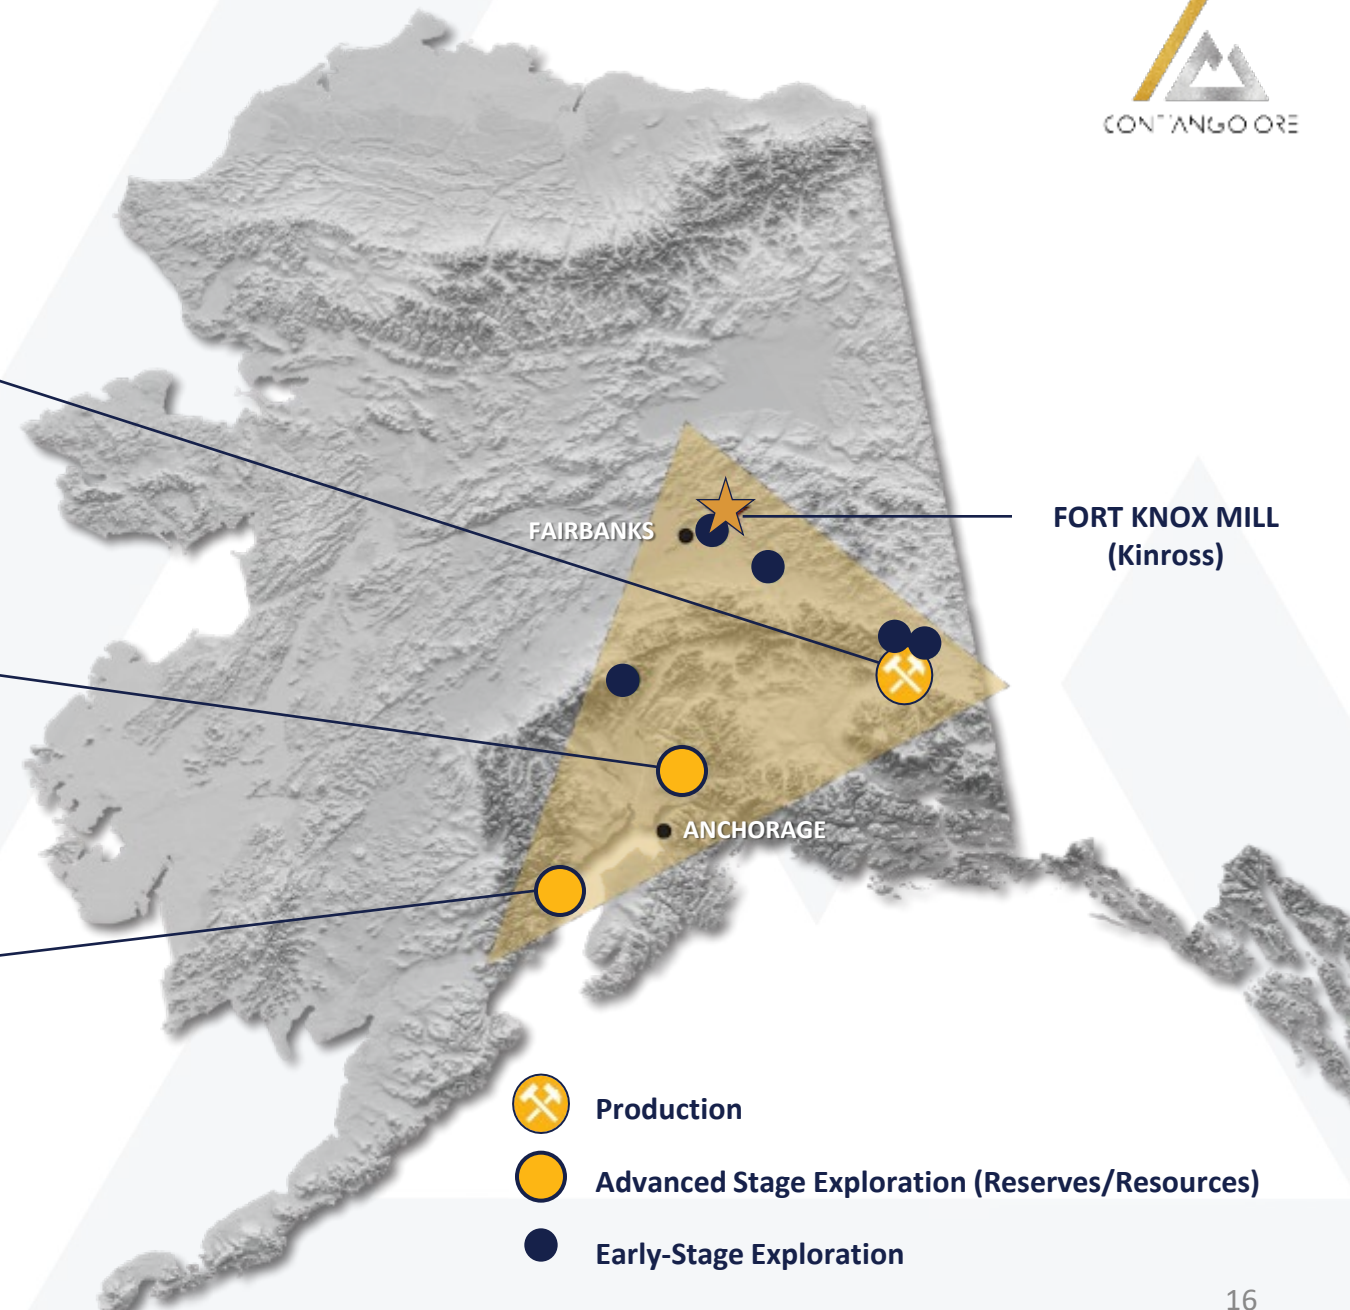 CONTANGO ORE
FAIRBANKS
FORT KNOX MILL
(Kinross)
ANCHORAGE
Production
Advanced Stage Exploration (Reserves/Resources)
Early-Stage Exploration
16